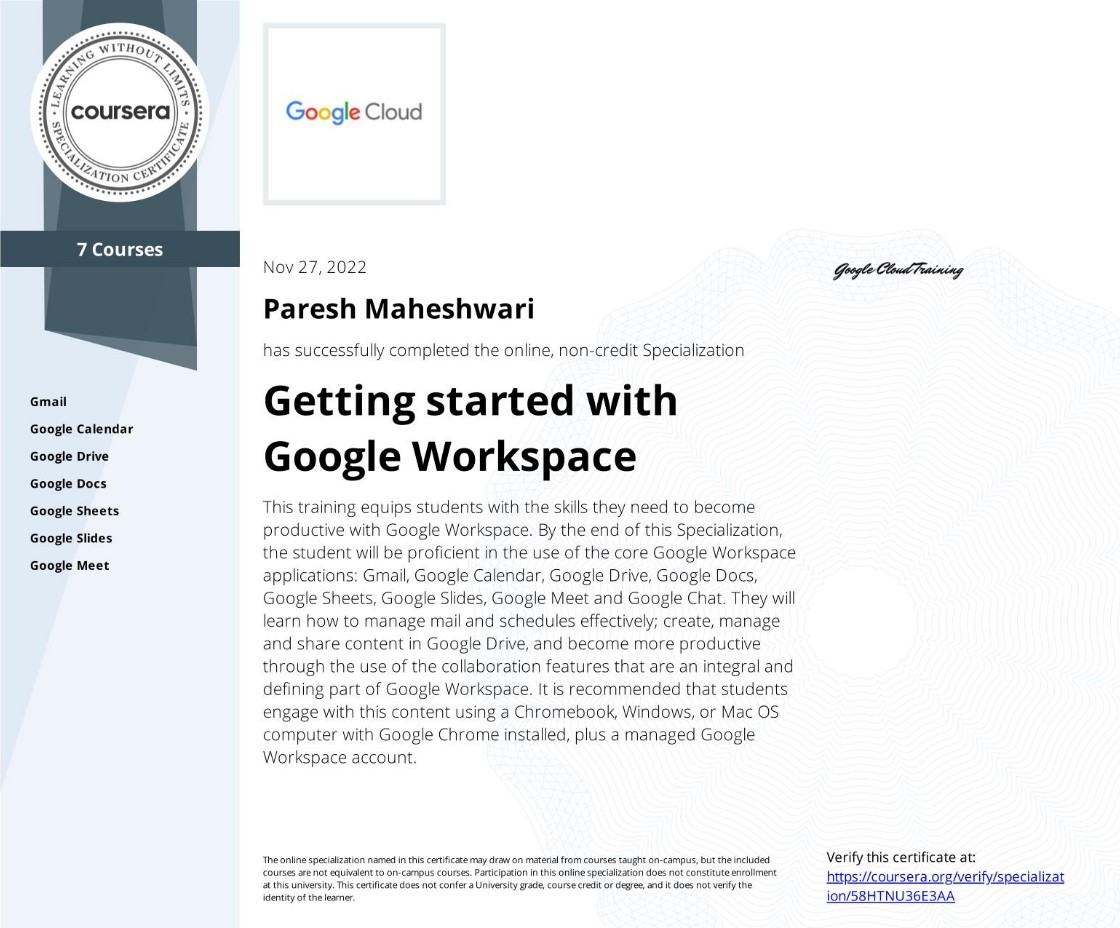 LEARNING WITHOUT LIMITS
coursera
SPECIALIZATION CERTIFICATE
7 Courses
Gmail
Google Calendar
Google Drive
Google Docs
Google Sheets
Google Slides
Google Meet
Google Cloud
Nov 27, 2022
Paresh Maheshwari
has successfully completed the online, non-credit Specialization
Getting started with
Google Workspace
This training equips students with the skills they need to become
productive with Google Workspace. By the end of this Specialization,
the student will be proficient in the use of the core Google Workspace
applications: Gmail, Google Calendar, Google Drive, Google Docs,
Google Sheets, Google Slides, Google Meet and Google Chat. They will
learn how to manage mail and schedules effectively; create, manage
and share content in Google Drive, and become more productive
through the use of the collaboration features that are an integral and
defining part of Google Workspace. It is recommended that students
engage with this content using a Chromebook, Windows, or Mac OS
computer with Google Chrome installed, plus a managed Google
Workspace account.
Google Cloud Training
The online specialization named in this certificate may draw on material from courses taught on-campus, but the included
courses are not equivalent to on-campus courses. Participation in this online specialization does not constitute enrollment
at this university. This certificate does not confer a University grade, course credit or degree, and it does not verify the
identity of the learner.
Verify this certificate at:
https://coursera.org/verify/specializat
ion/58HTNU36E3AA